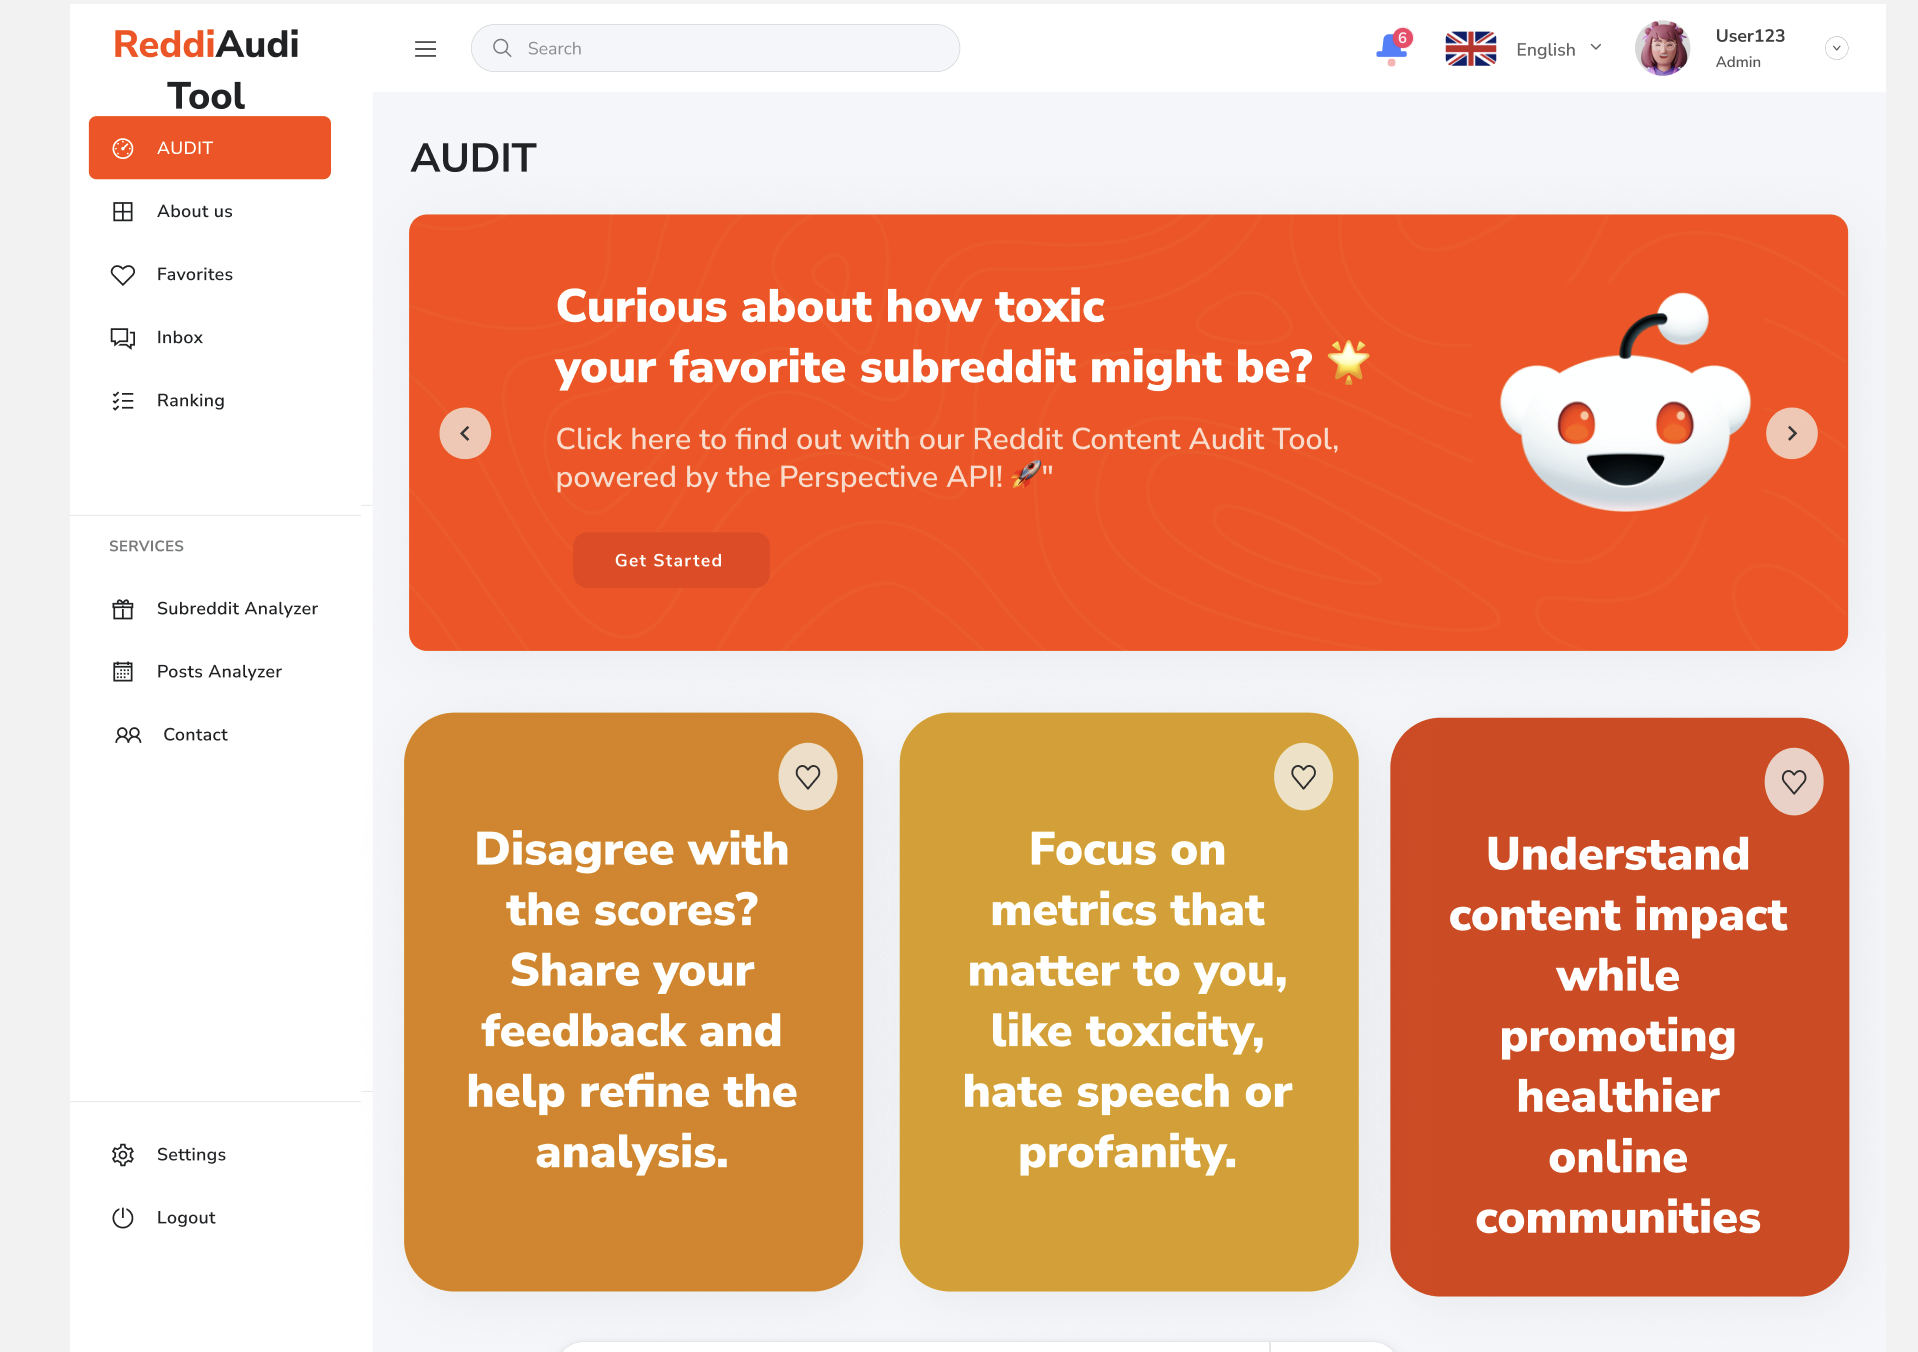 ReddiAudi
Tool
AUDIT
About us
Favorites
Inbox
Ranking
SERVICES
Subreddit Analyzer
Posts Analyzer
Contact
Settings
Logout
Search
6
English
User123
Admin
AUDIT
Curious about how toxic
your favorite subreddit might be? 🌟
Click here to find out with our Reddit Content Audit Tool,
powered by the Perspective API! 🚀"
Get Started
Disagree with
the scores?
Share your
feedback and
help refine the
analysis.
Focus on
metrics that
matter to you,
like toxicity,
hate speech or
profanity.
Understand
content impact
while
promoting
healthier
online
communities